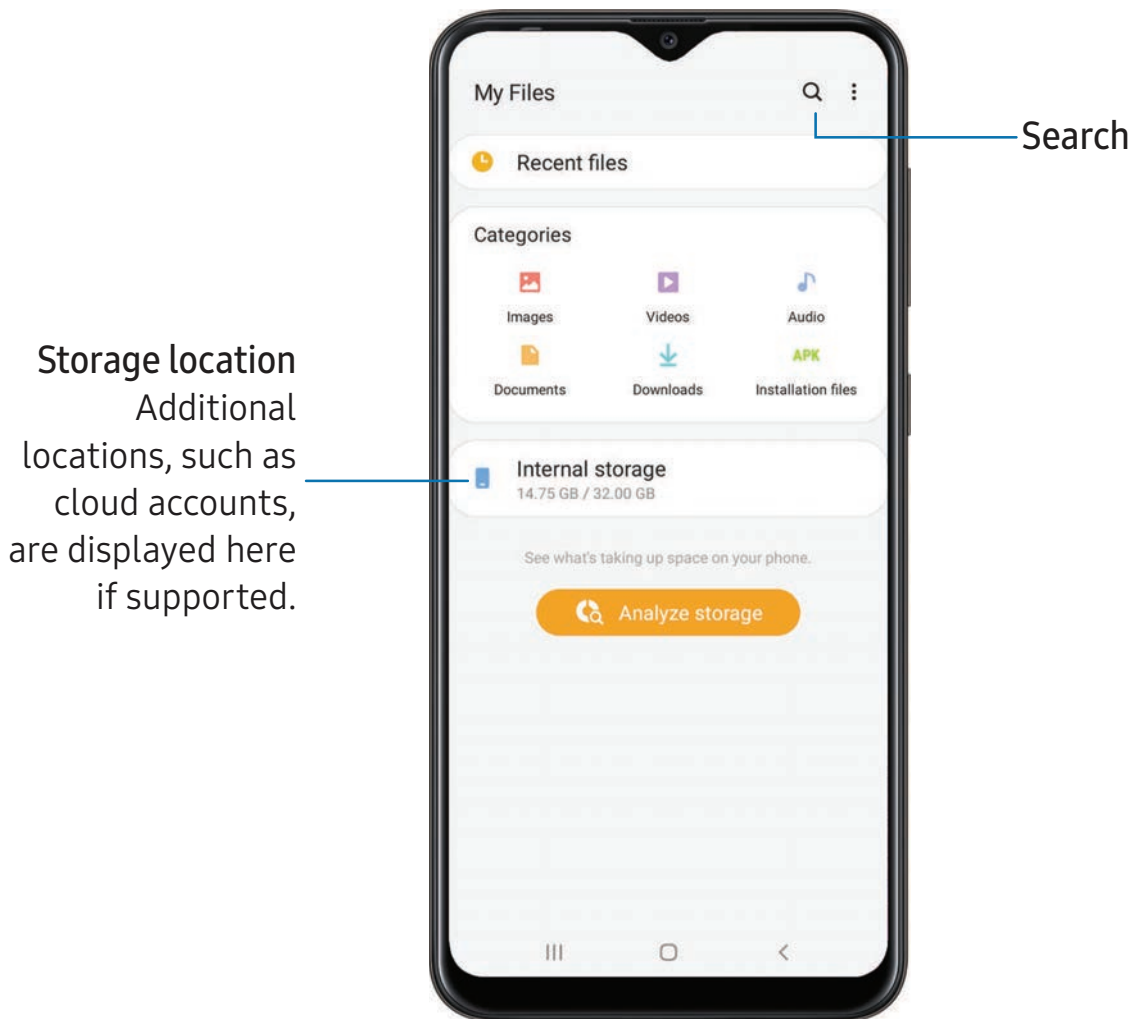 My Files
Search
Recent files
Categories
Images
Videos
Audio
APK
Documents
Downloads
Installation files
Storage location
Additional
locations, such as
cloud accounts,
are displayed here
if supported.
Internal storage
14.75 GB / 32.00 GB
See what's taking up space on your phone.
Analyze storage